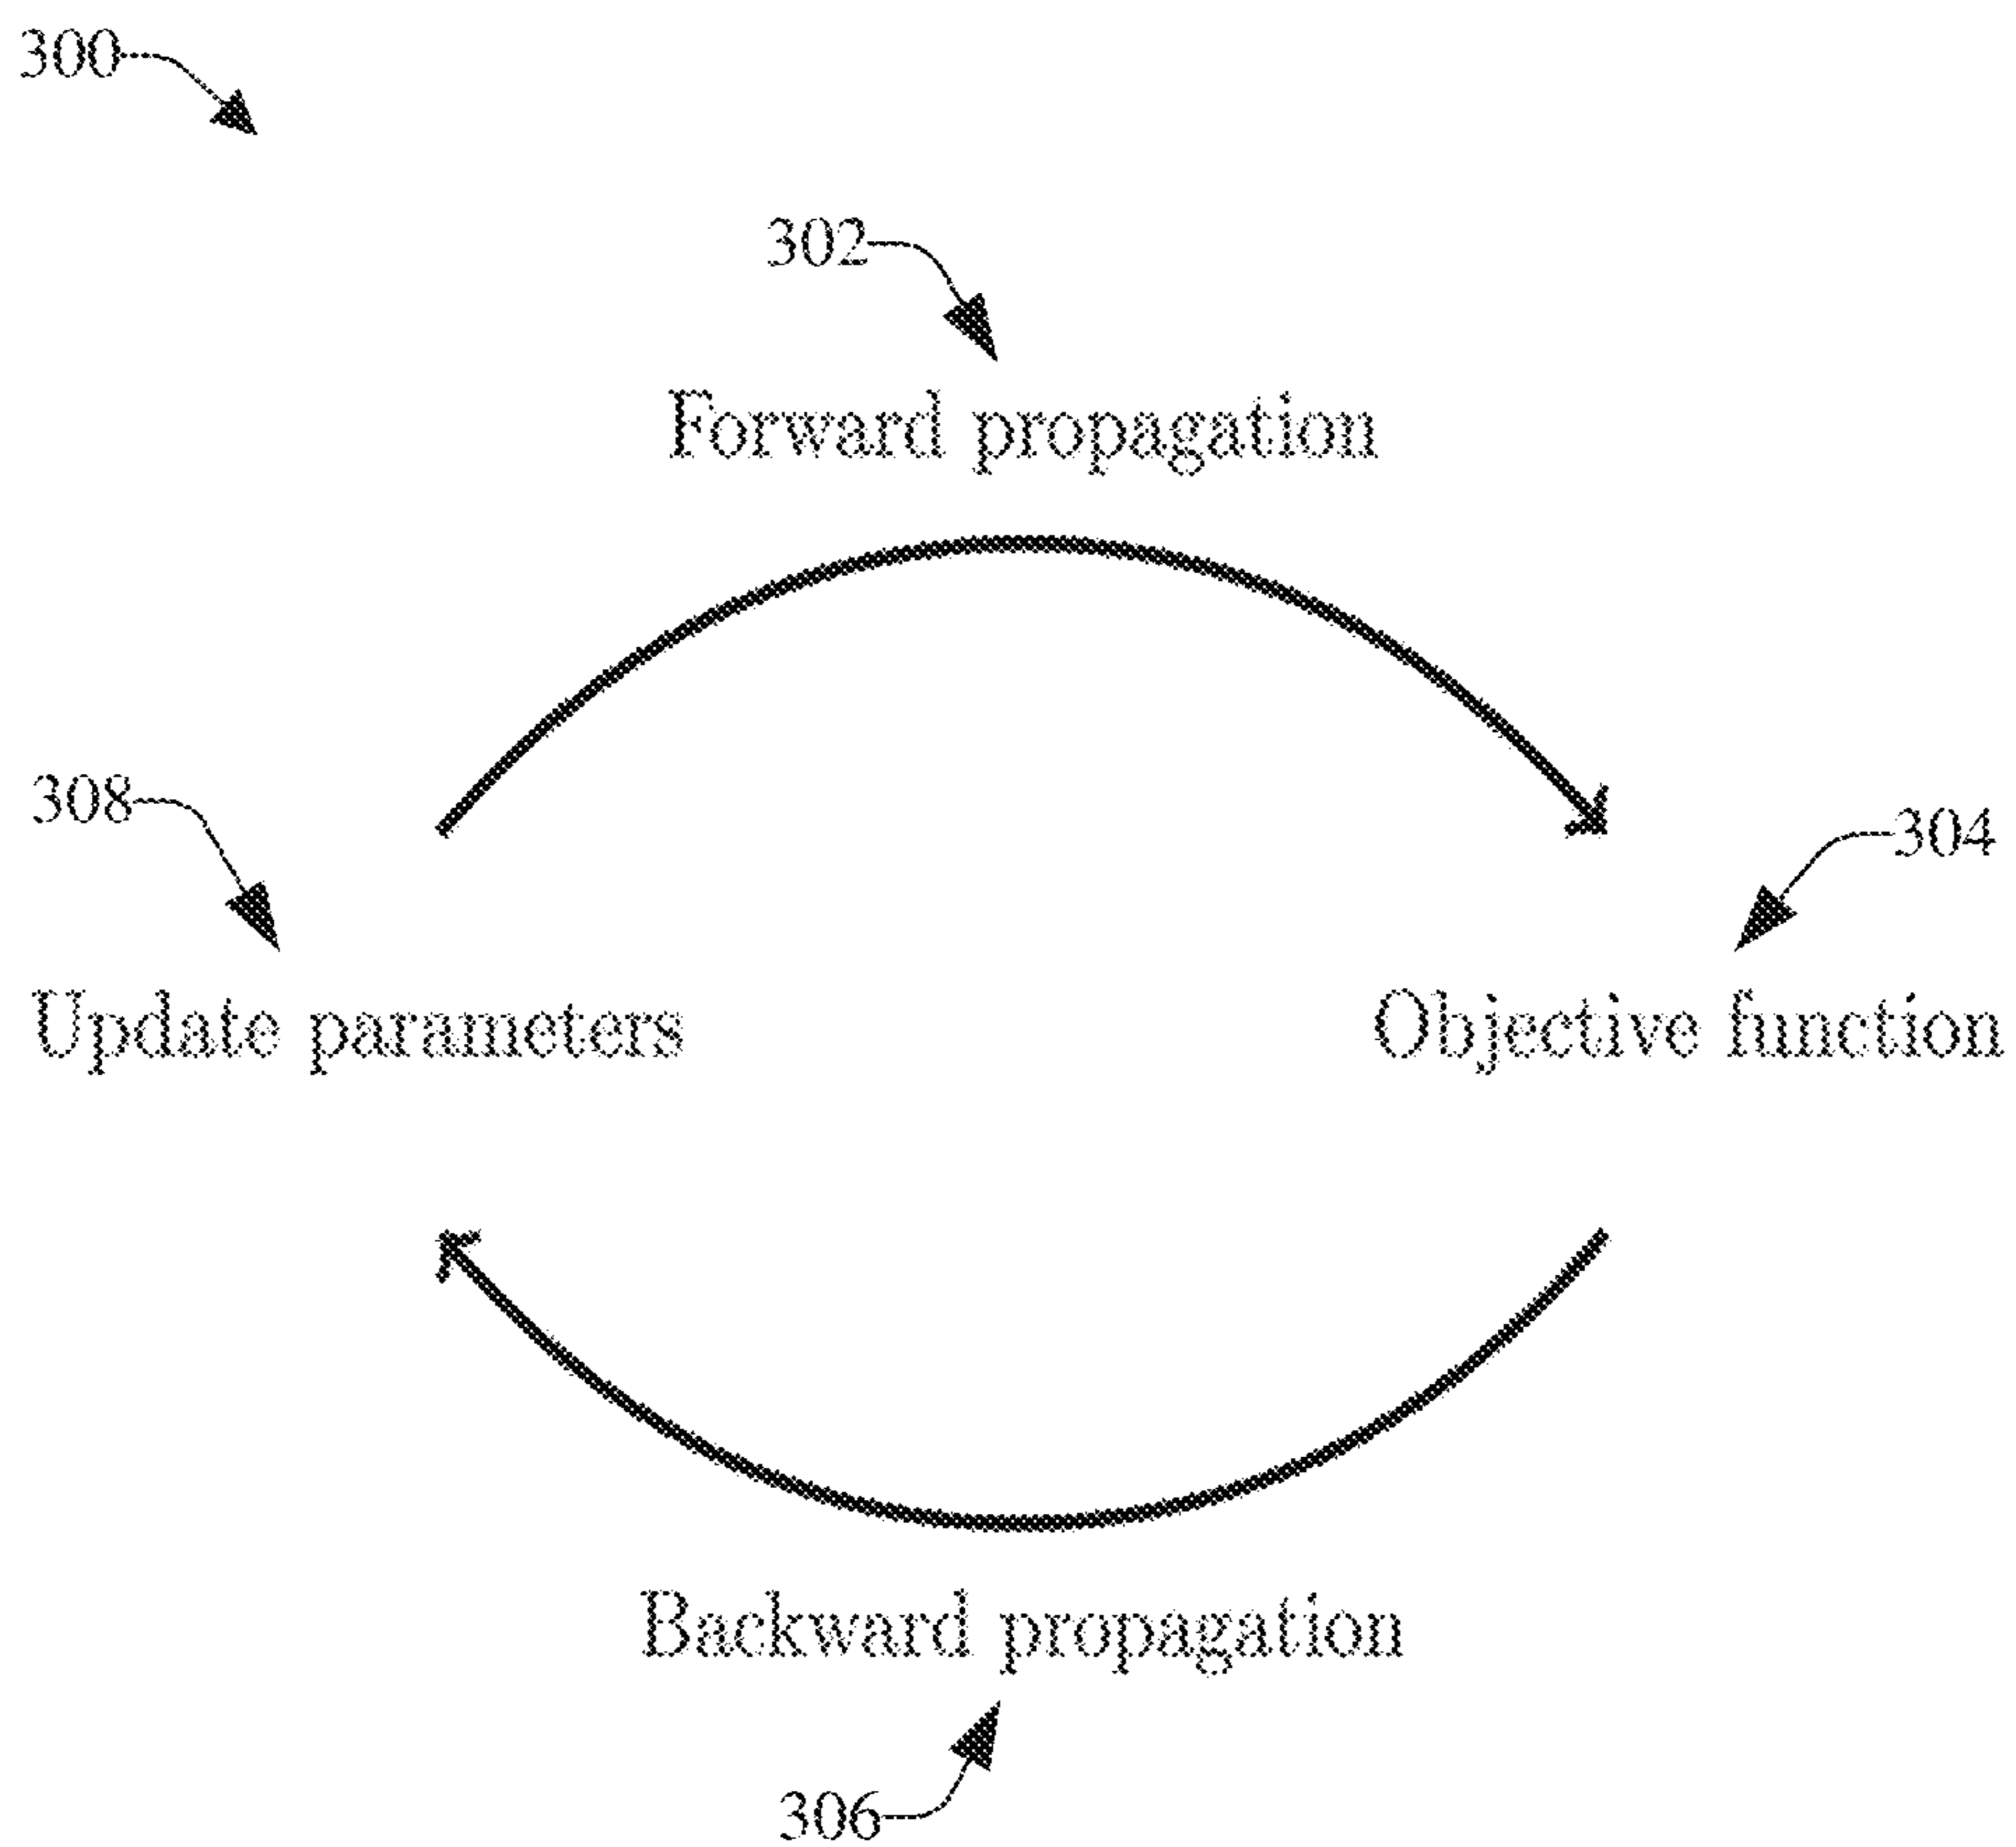 300
302
Forward propagation
308
304
Update parameters
Objective function
Backward propagation
306